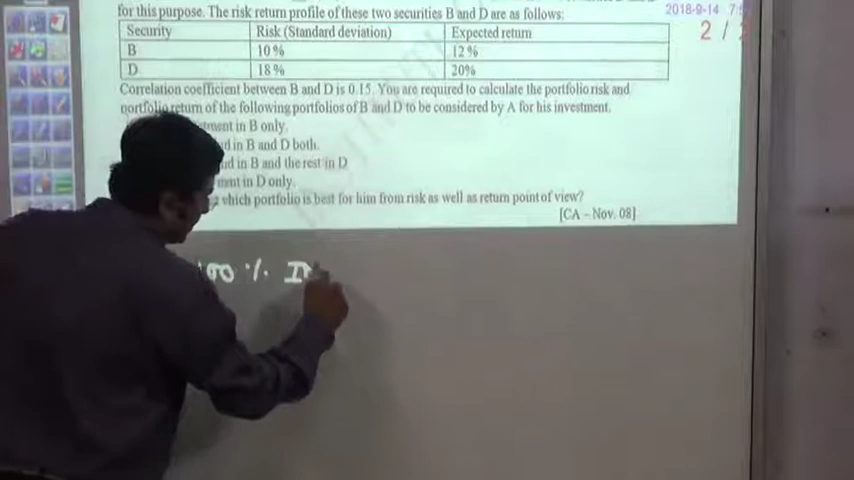 for this purpose. The risk return profile of these two securities B and D are as follows:
2018-9-14 7:
2 /
Security Risk (Standard deviation) Expected return
B 10% 12%
D 18% 20%
Correlation coefficient between B and D is 0.15. You are required to calculate the portfolio risk and
portfolio return of the following portfolios of B and D to be considered by A for his investment.
in B only.
in B and D both.
in B and the rest in D
in D only.
which portfolio is best for him from risk as well as return point of view?
[CA - Nov. 08]
100 %